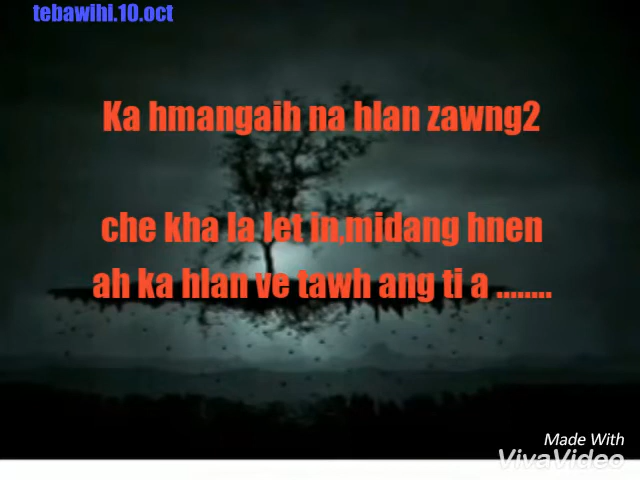 tebawihi.10.oct
Ka hmangaih na hlan zawng2
che kha la let in,midang hnen
ah ka hlan ve tawh ang ti a ........
Made With
VivaVideo